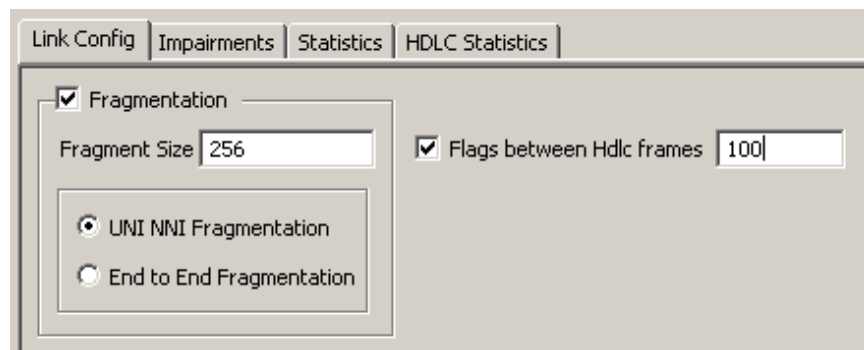 Link Config Impairments Statistics HDLC Statistics
Fragmentation
Fragment Size 256
Flags between Hdlc frames 100
UNI NNI Fragmentation
End to End Fragmentation